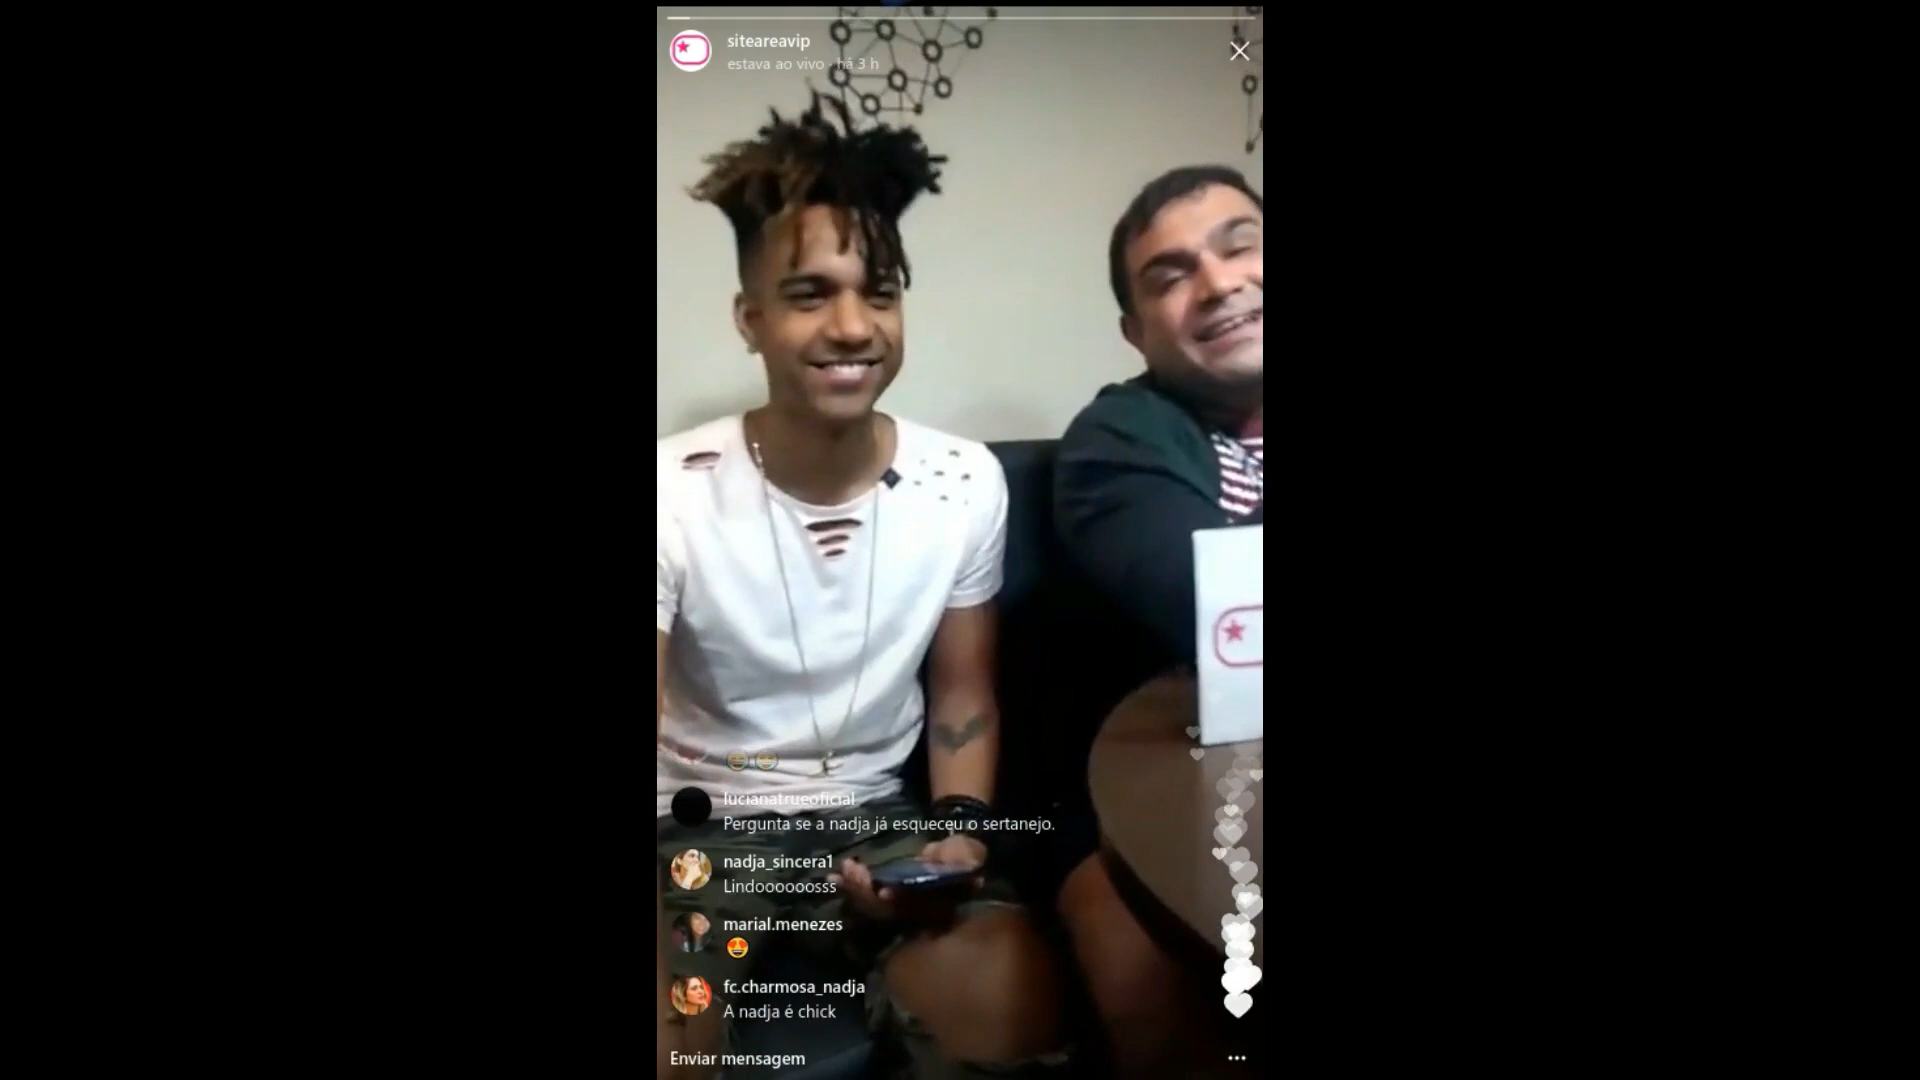 siteareavip
estava ao vivo · há 3 h
lucianatrueoficial
Pergunta se a nadja já esqueceu o sertanejo.
nadja_sincera1
Lindoooooosss
marial.menezes
fc.charmosa_nadja
A nadja é chick
Enviar mensagem